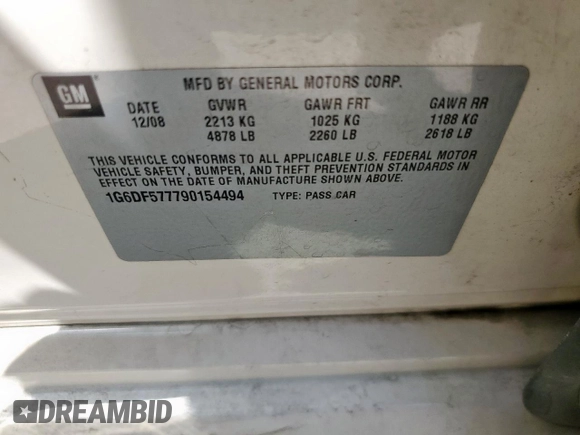 GM
MFD BY GENERAL MOTORS CORP.
DATE GVWR GAWR FRT GAWR RR
12/08 2213 KG 1025 KG 1188 KG
4878 LB 2260 LB 2618 LB
THIS VEHICLE CONFORMS TO ALL APPLICABLE U.S. FEDERAL MOTOR
VEHICLE SAFETY, BUMPER, AND THEFT PREVENTION STANDARDS IN
EFFECT ON THE DATE OF MANUFACTURE SHOWN ABOVE.
1G6DF577790154494 TYPE: PASS CAR
DREAMBID